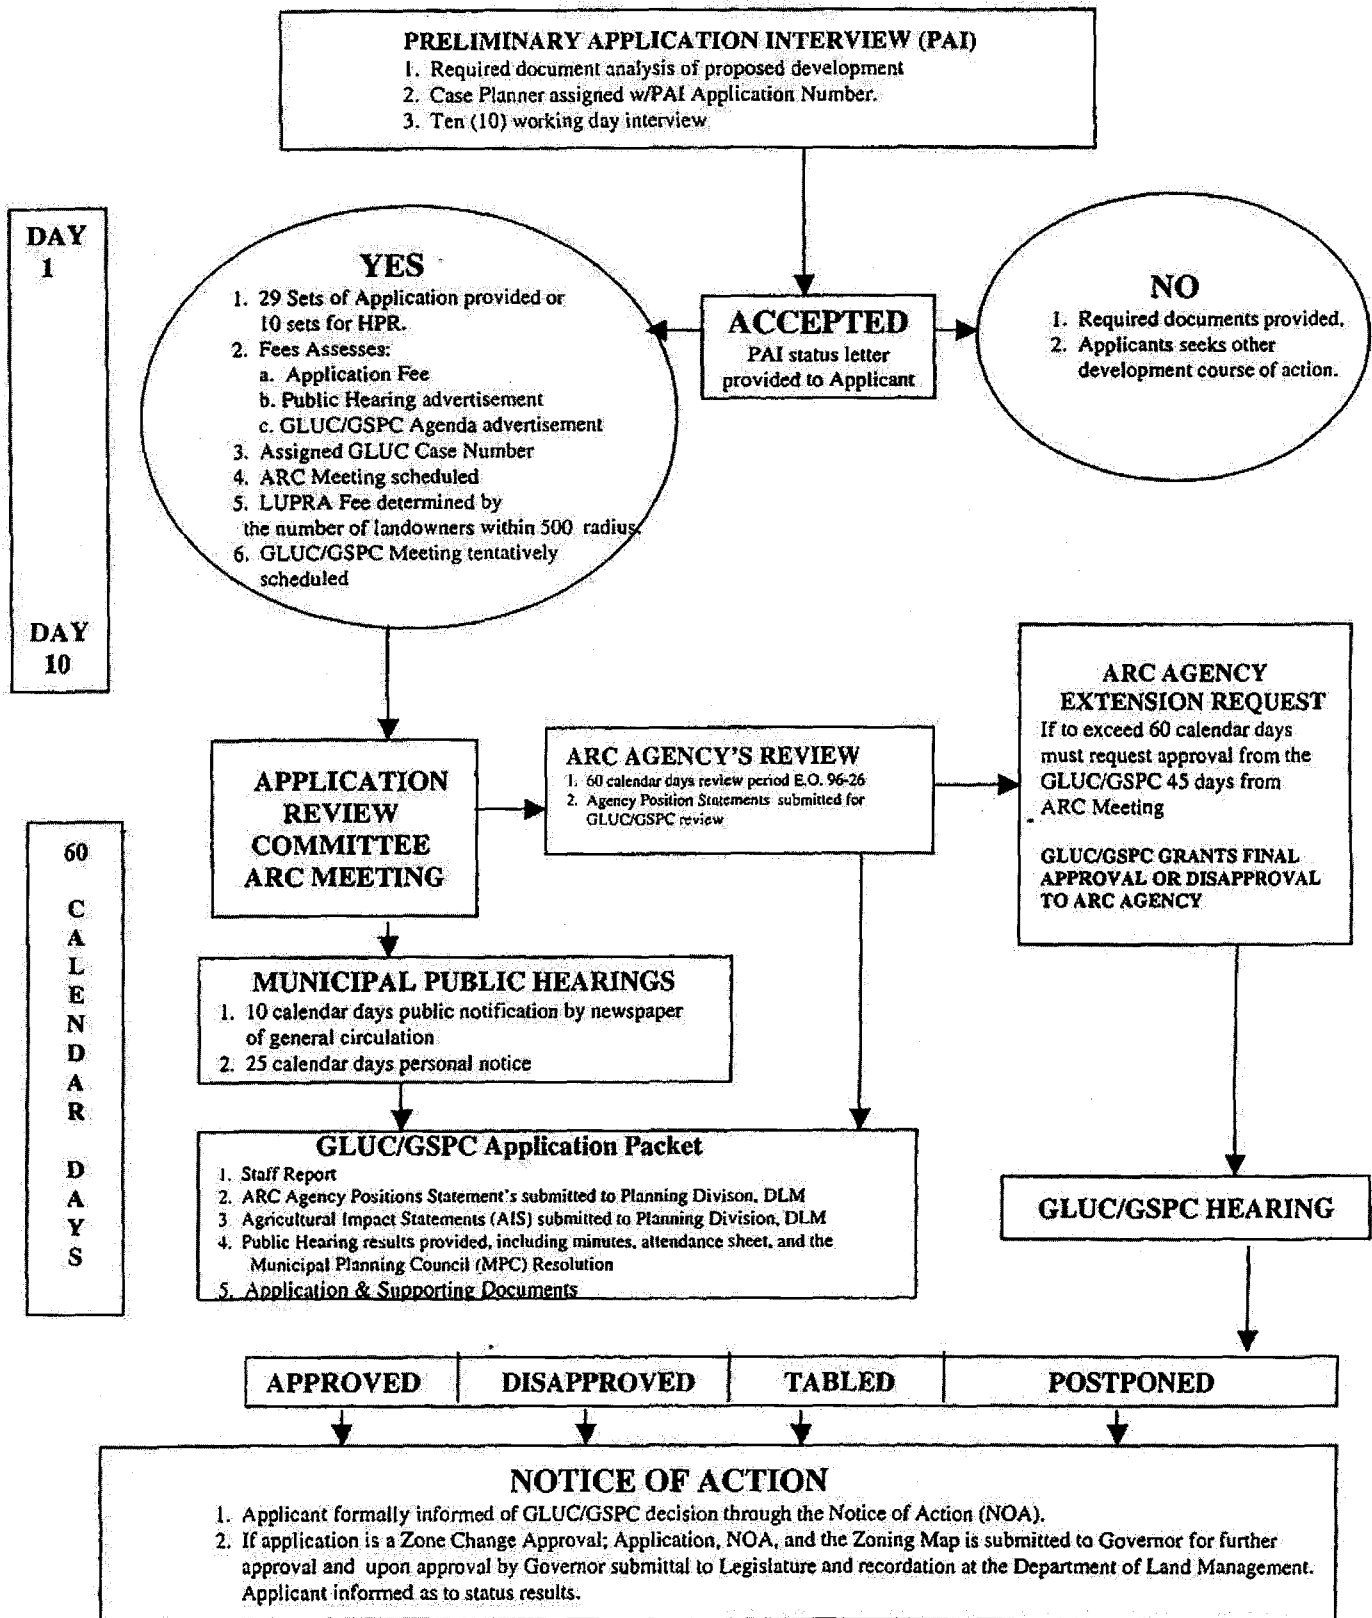 PRELIMINARY APPLICATION INTERVIEW (PAI)
1. Required document analysis of proposed development
2. Case Planner assigned w/PAI Application Number.
3. Ten (10) working day interview
DAY
1
DAY
10
YES
1. 29 Sets of Application provided or
10 sets for HPR.
2. Fees Assesses:
a. Application Fee
b. Public Hearing advertisement
c. GLUC/GSPC Agenda advertisement
3. Assigned GLUC Case Number
4. ARC Meeting scheduled
5. LUPRA Fee determined by
the number of landowners within 500 radius.
6. GLUC/GSPC Meeting tentatively
scheduled
ACCEPTED
PAI status letter
provided to Applicant
NO
1. Required documents provided.
2. Applicants seeks other
development course of action.
60
C
A
L
E
N
D
A
R
D
A
Y
S
APPLICATION
REVIEW
COMMITTEE
ARC MEETING
ARC AGENCY'S REVIEW
1. 60 calendar days review period E.O. 96-26
2. Agency Position Statements submitted for
GLUC/GSPC review
ARC AGENCY
EXTENSION REQUEST
If to exceed 60 calendar days
must request approval from the
GLUC/GSPC 45 days from
ARC Meeting
GLUC/GSPC GRANTS FINAL
APPROVAL OR DISAPPROVAL
TO ARC AGENCY
MUNICIPAL PUBLIC HEARINGS
1. 10 calendar days public notification by newspaper
of general circulation
2. 25 calendar days personal notice
GLUC/GSPC Application Packet
1. Staff Report
2. ARC Agency Positions Statement's submitted to Planning Divison, DLM
3 Agricultural Impact Statements (AIS) submitted to Planning Division, DLM
4. Public Hearing results provided, including minutes, attendance sheet, and the
Municipal Planning Council (MPC) Resolution
5. Application & Supporting Documents
GLUC/GSPC HEARING
APPROVED DISAPPROVED TABLED POSTPONED
NOTICE OF ACTION
1. Applicant formally informed of GLUC/GSPC decision through the Notice of Action (NOA).
2. If application is a Zone Change Approval; Application, NOA, and the Zoning Map is submitted to Governor for further
approval and upon approval by Governor submittal to Legislature and recordation at the Department of Land Management.
Applicant informed as to status results.